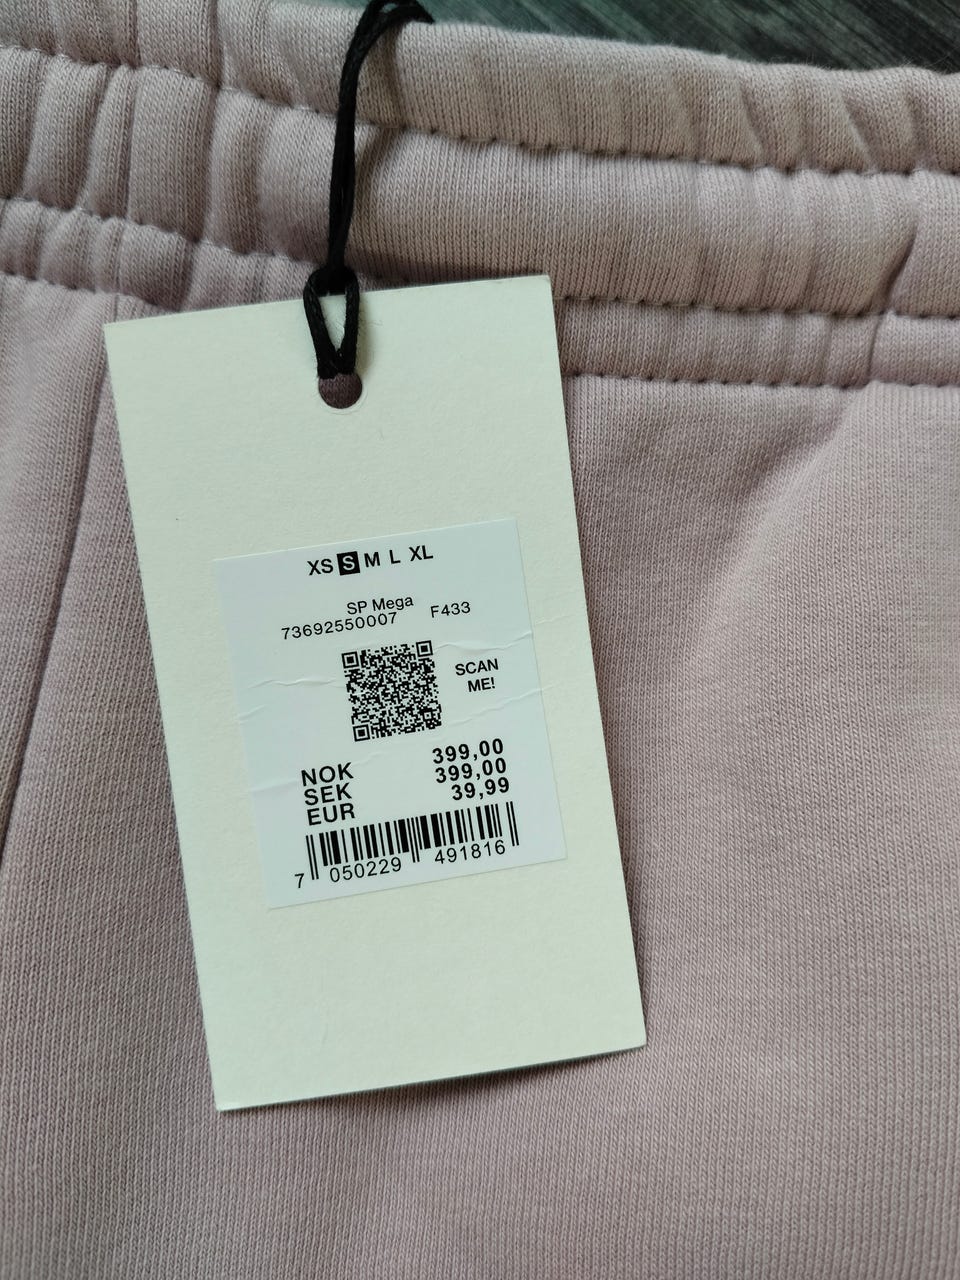 XS S M L XL
SP Mega
73692550007 F433
SCAN
ME!
NOK 399,00
SEK 399,00
EUR 39,99
7 050229 491816